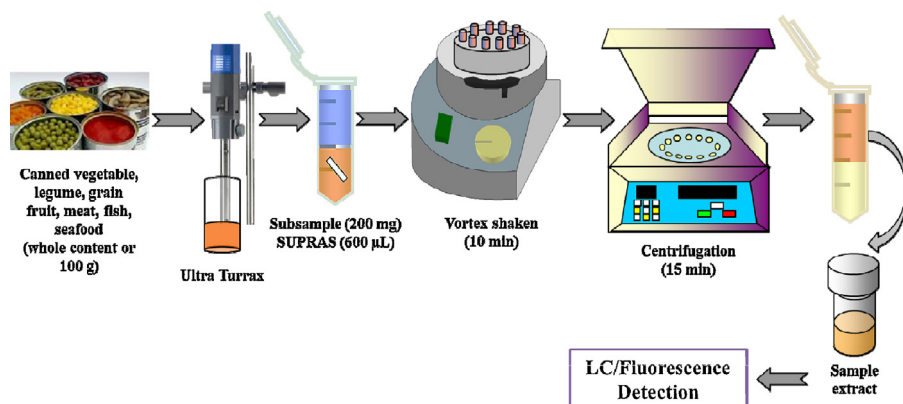 Canned vegetable,
legume, grain
fruit, meat, fish,
seafood
(whole content or
100 g)
Ultra Turrax
Subsample (200 mg)
SUPRAS (600 µL)
Vortex shaken
(10 min)
Centrifugation
(15 min)
Sample
extract
LC/Fluorescence
Detection